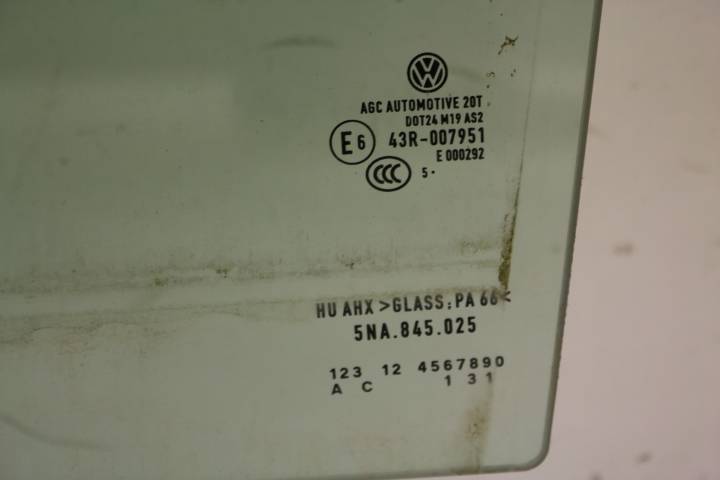 AGC AUTOMOTIVE 20T
DOT24 M19 AS2
E6 43R-007951
E 000292
CCC 5·
HU AHX >GLASS:PA 66<
5NA.845.025
123 12 4567890
A C 1 3 1